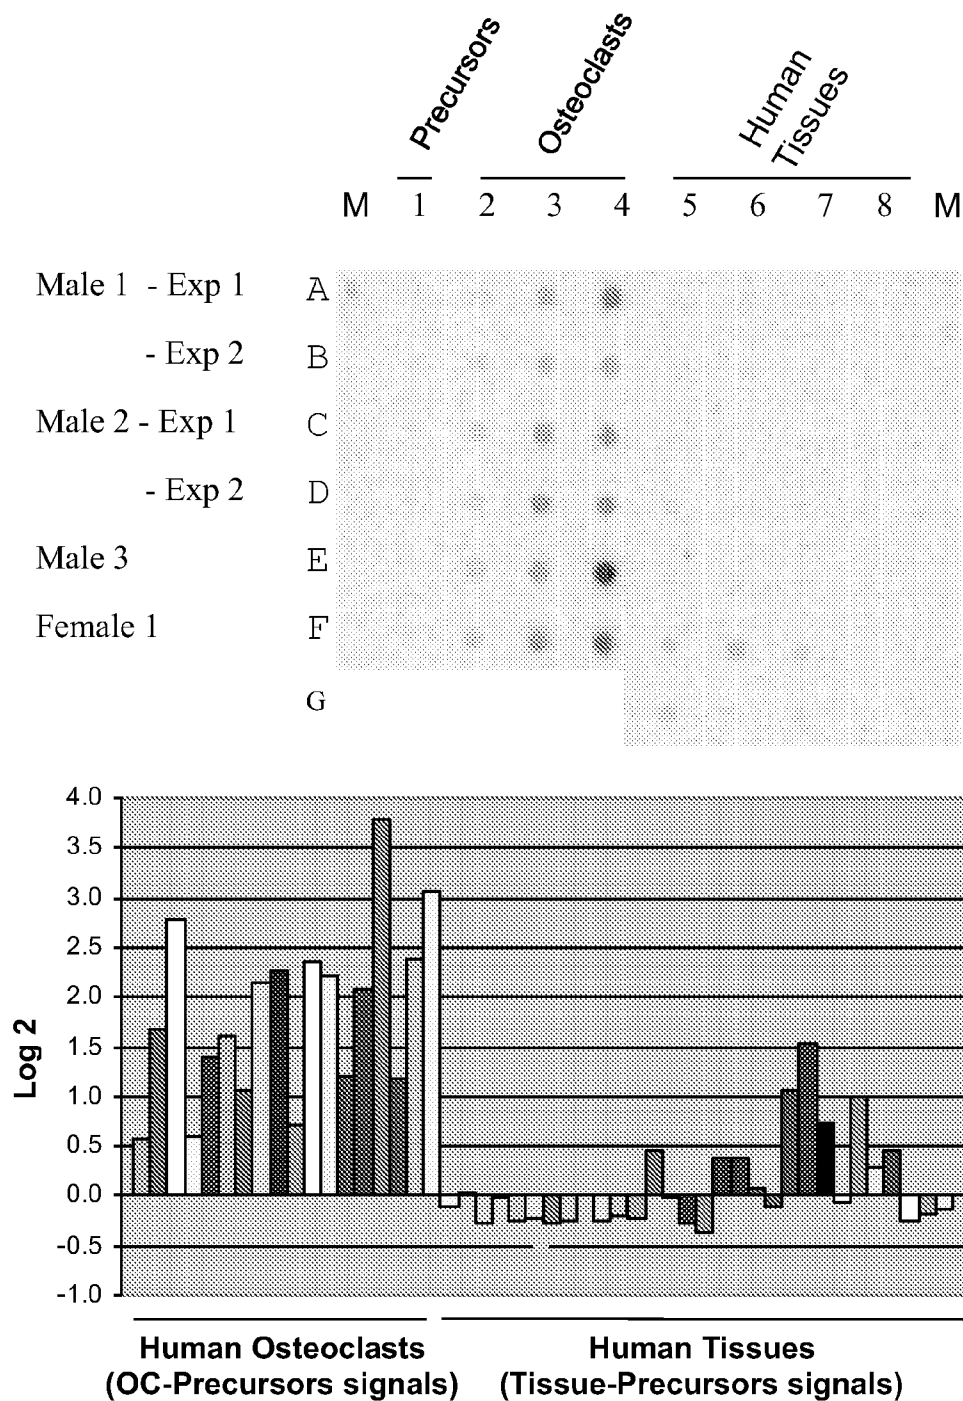 Precursors
Osteoclasts
Human
Tissues
M 1 2 3 4 5 6 7 8 M
Male 1 - Exp 1 A
- Exp 2 B
Male 2 - Exp 1 C
- Exp 2 D
Male 3 E
Female 1 F
G
4.0
3.5
3.0
2.5
2.0
1.5
1.0
0.5
0.0
-0.5
-1.0
Log 2
Human Osteoclasts
(OC-Precursors signals)
Human Tissues
(Tissue-Precursors signals)